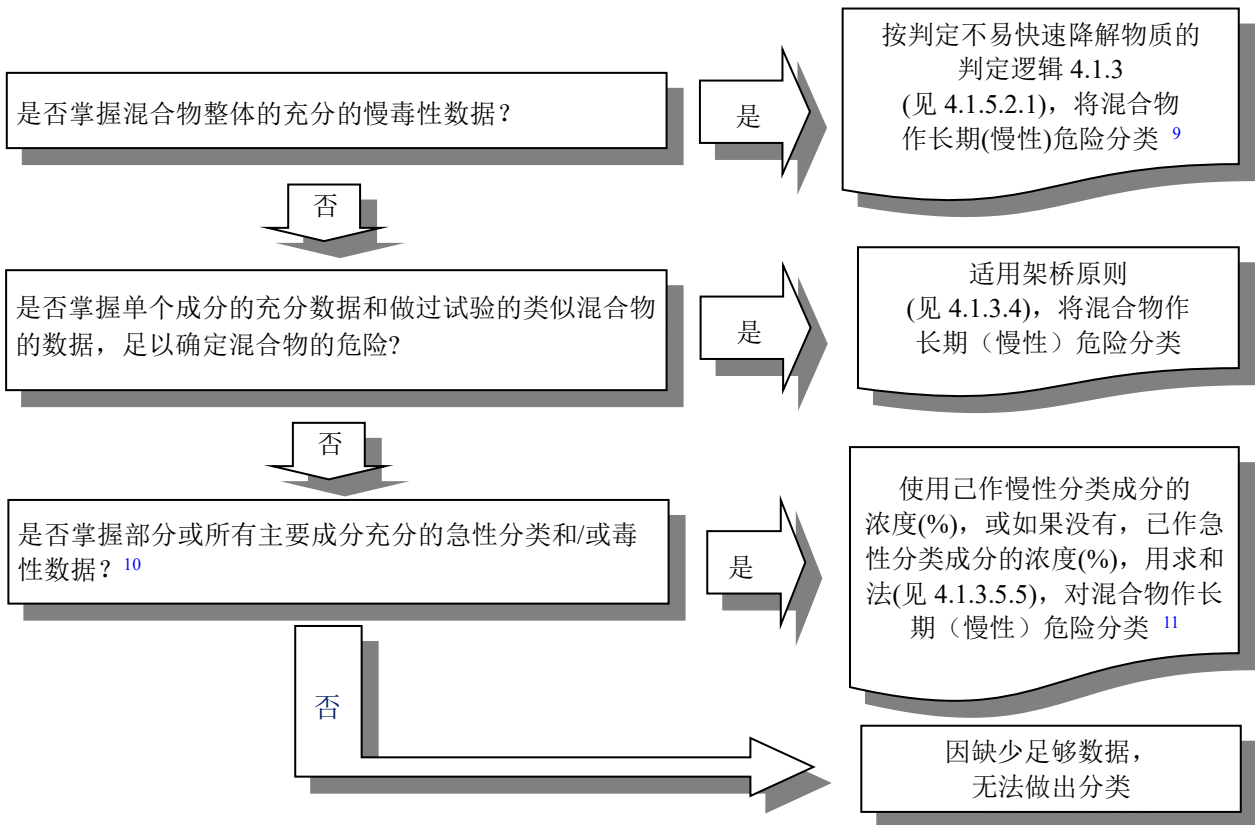 是否掌握混合物整体的充分的慢毒性数据？
是
按判定不易快速降解物质的
判定逻辑 4.1.3
(见 4.1.5.2.1)，将混合物
作长期(慢性)危险分类 9
否
是否掌握单个成分的充分数据和做过试验的类似混合物
的数据，足以确定混合物的危险?
是
适用架桥原则
(见 4.1.3.4)，将混合物作
长期（慢性）危险分类
否
是否掌握部分或所有主要成分充分的急性分类和/或毒
性数据？10
是
使用己作慢性分类成分的
浓度(%)，或如果没有，己作急
性分类成分的浓度(%)，用求和
法(见 4.1.3.5.5)，对混合物作长
期（慢性）危险分类 11
否
因缺少足够数据，
无法做出分类